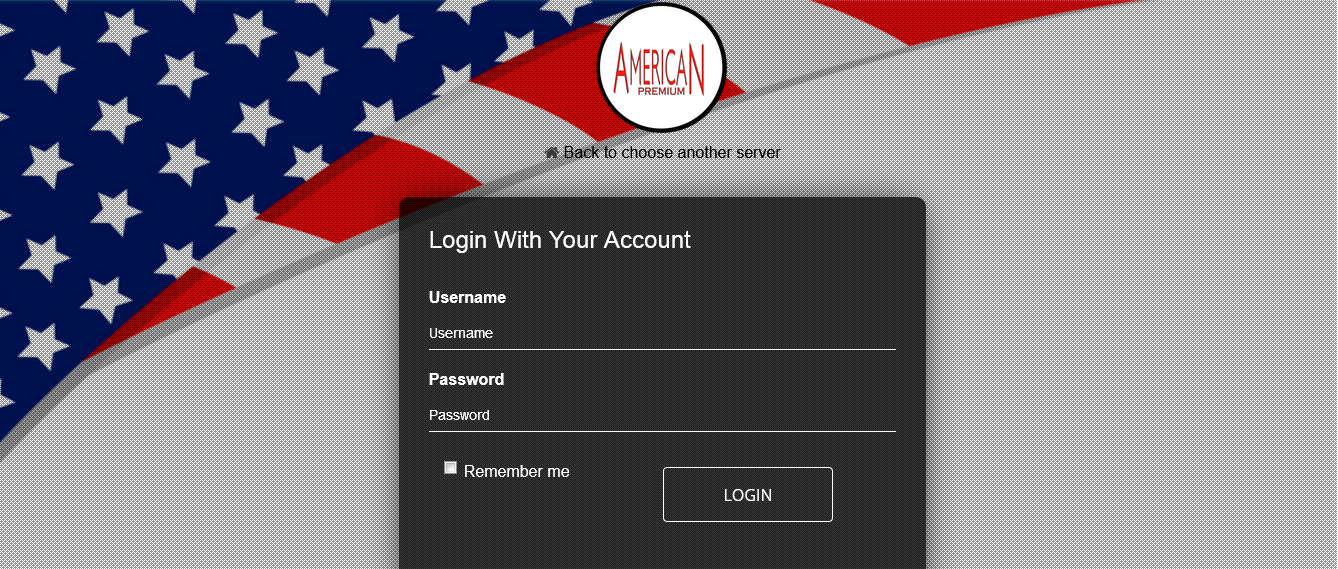 AMERICAN
PREMIUM
Back to choose another server
Login With Your Account
Username
Username
Password
Password
Remember me
LOGIN